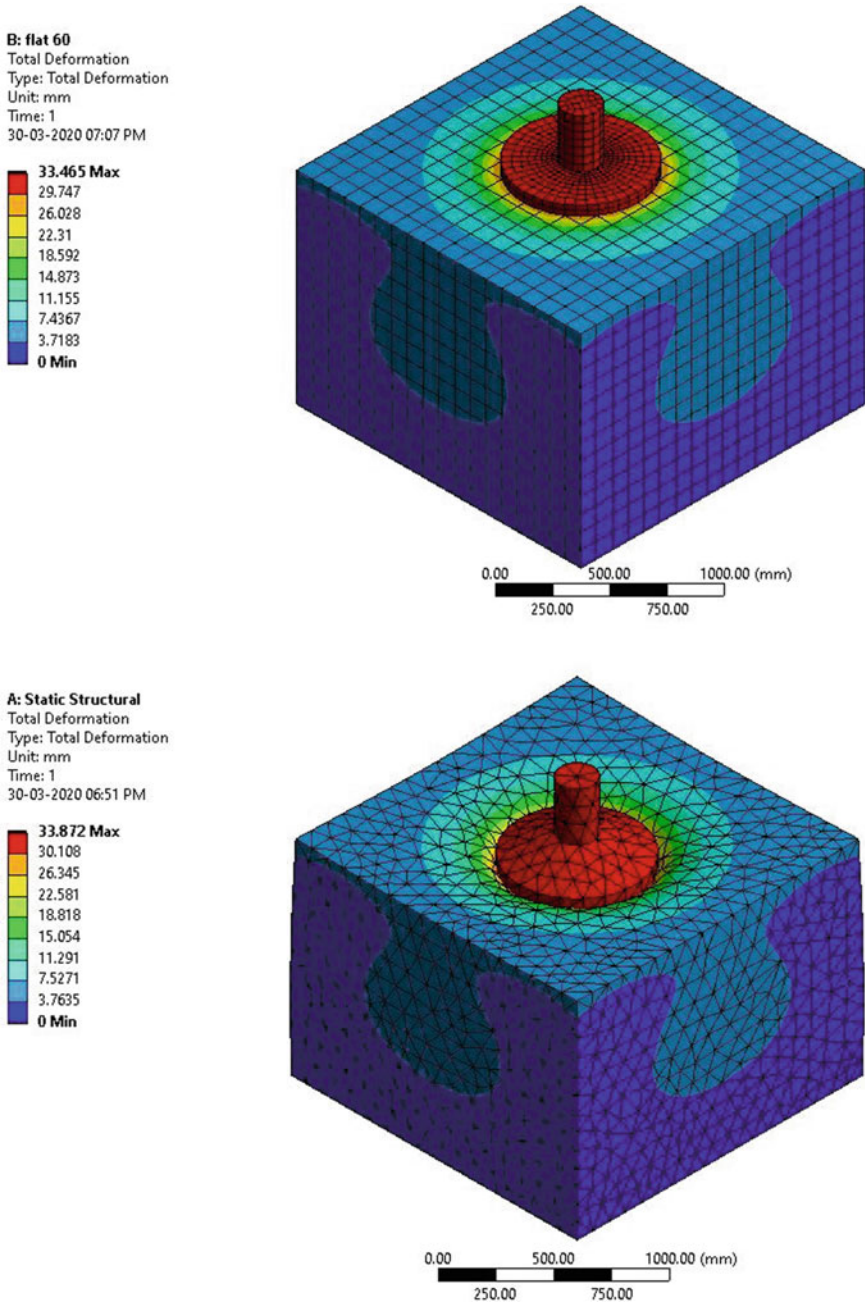 B: flat 60
Total Deformation
Type: Total Deformation
Unit: mm
Time: 1
30-03-2020 07:07 PM
33.465 Max
29.747
26.028
22.31
18.592
14.873
11.155
7.4367
3.7183
0 Min
0.00 500.00 1000.00 (mm)
250.00 750.00
A: Static Structural
Total Deformation
Type: Total Deformation
Unit: mm
Time: 1
30-03-2020 06:51 PM
33.872 Max
30.108
26.345
22.581
18.818
15.054
11.291
7.5271
3.7635
0 Min
0.00 500.00 1000.00 (mm)
250.00 750.00